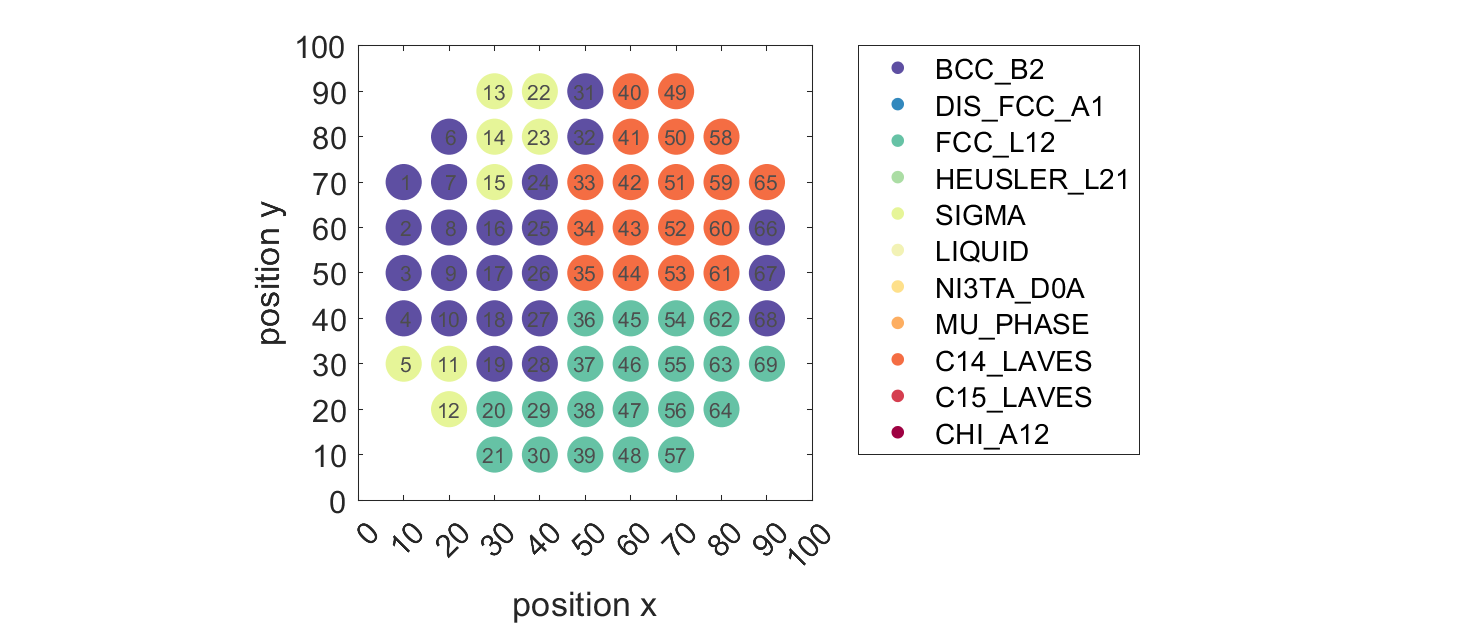 100
90
80
70
60
50
40
30
20
10
0
13 22 31 40 49
6 14 23 32 41 50 58
1 7 15 24 33 42 51 59 65
2 8 16 25 34 43 52 60 66
3 9 17 26 35 44 53 61 67
4 10 18 27 36 45 54 62 68
5 11 19 28 37 46 55 63 69
12 20 29 38 47 56 64
21 30 39 48 57
0 10 20 30 40 50 60 70 80 90 100
position x
position y
BCC_B2
DIS_FCC_A1
FCC_L12
HEUSLER_L21
SIGMA
LIQUID
NI3TA_D0A
MU_PHASE
C14_LAVES
C15_LAVES
CHI_A12